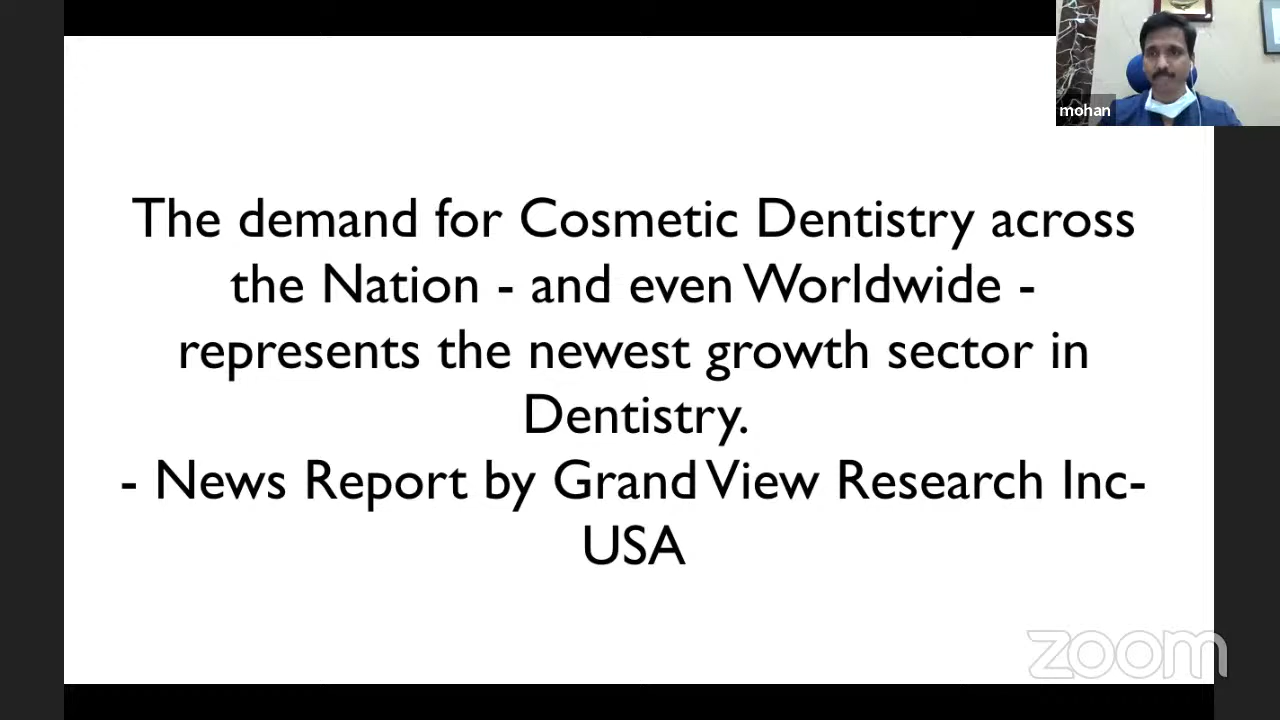 mohan
The demand for Cosmetic Dentistry across
the Nation - and even Worldwide -
represents the newest growth sector in
Dentistry.
- News Report by Grand View Research Inc-
USA
zoom